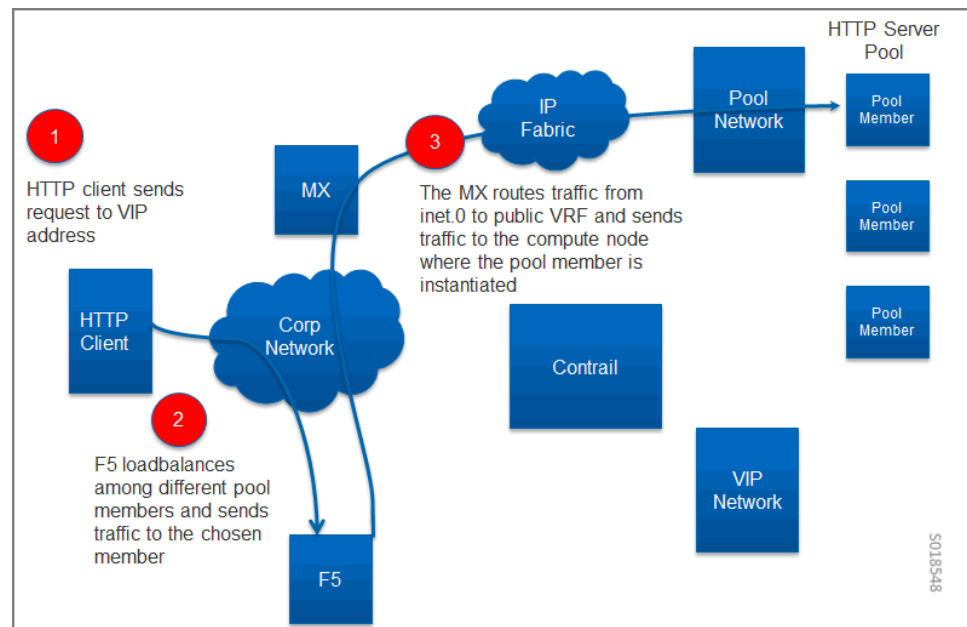 HTTP Server
Pool
1
HTTP client sends
request to VIP
address
MX
3
IP
Fabric
Pool
Network
Pool
Member
The MX routes traffic from
inet.0 to public VRF and sends
traffic to the compute node
where the pool member is
instantiated
Pool
Member
HTTP
Client
Corp
Network
Contrail
Pool
Member
2
F5 loadbalances
among different pool
members and sends
traffic to the chosen
member
F5
VIP
Network
S018548